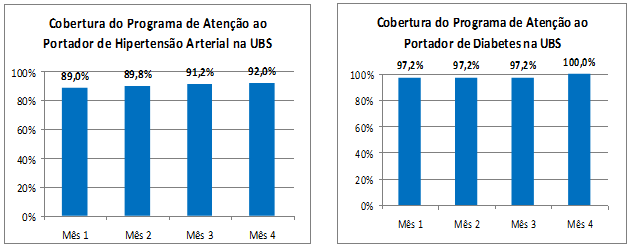 Cobertura do Programa de Atenção ao
Portador de Hipertensão Arterial na UBS
89,0% 89,8% 91,2% 92,0%
100%
80%
60%
40%
20%
0%
Mês 1 Mês 2 Mês 3 Mês 4
Cobertura do Programa de Atenção ao
Portador de Diabetes na UBS
97,2% 97,2% 97,2% 100,0%
100%
80%
60%
40%
20%
0%
Mês 1 Mês 2 Mês 3 Mês 4